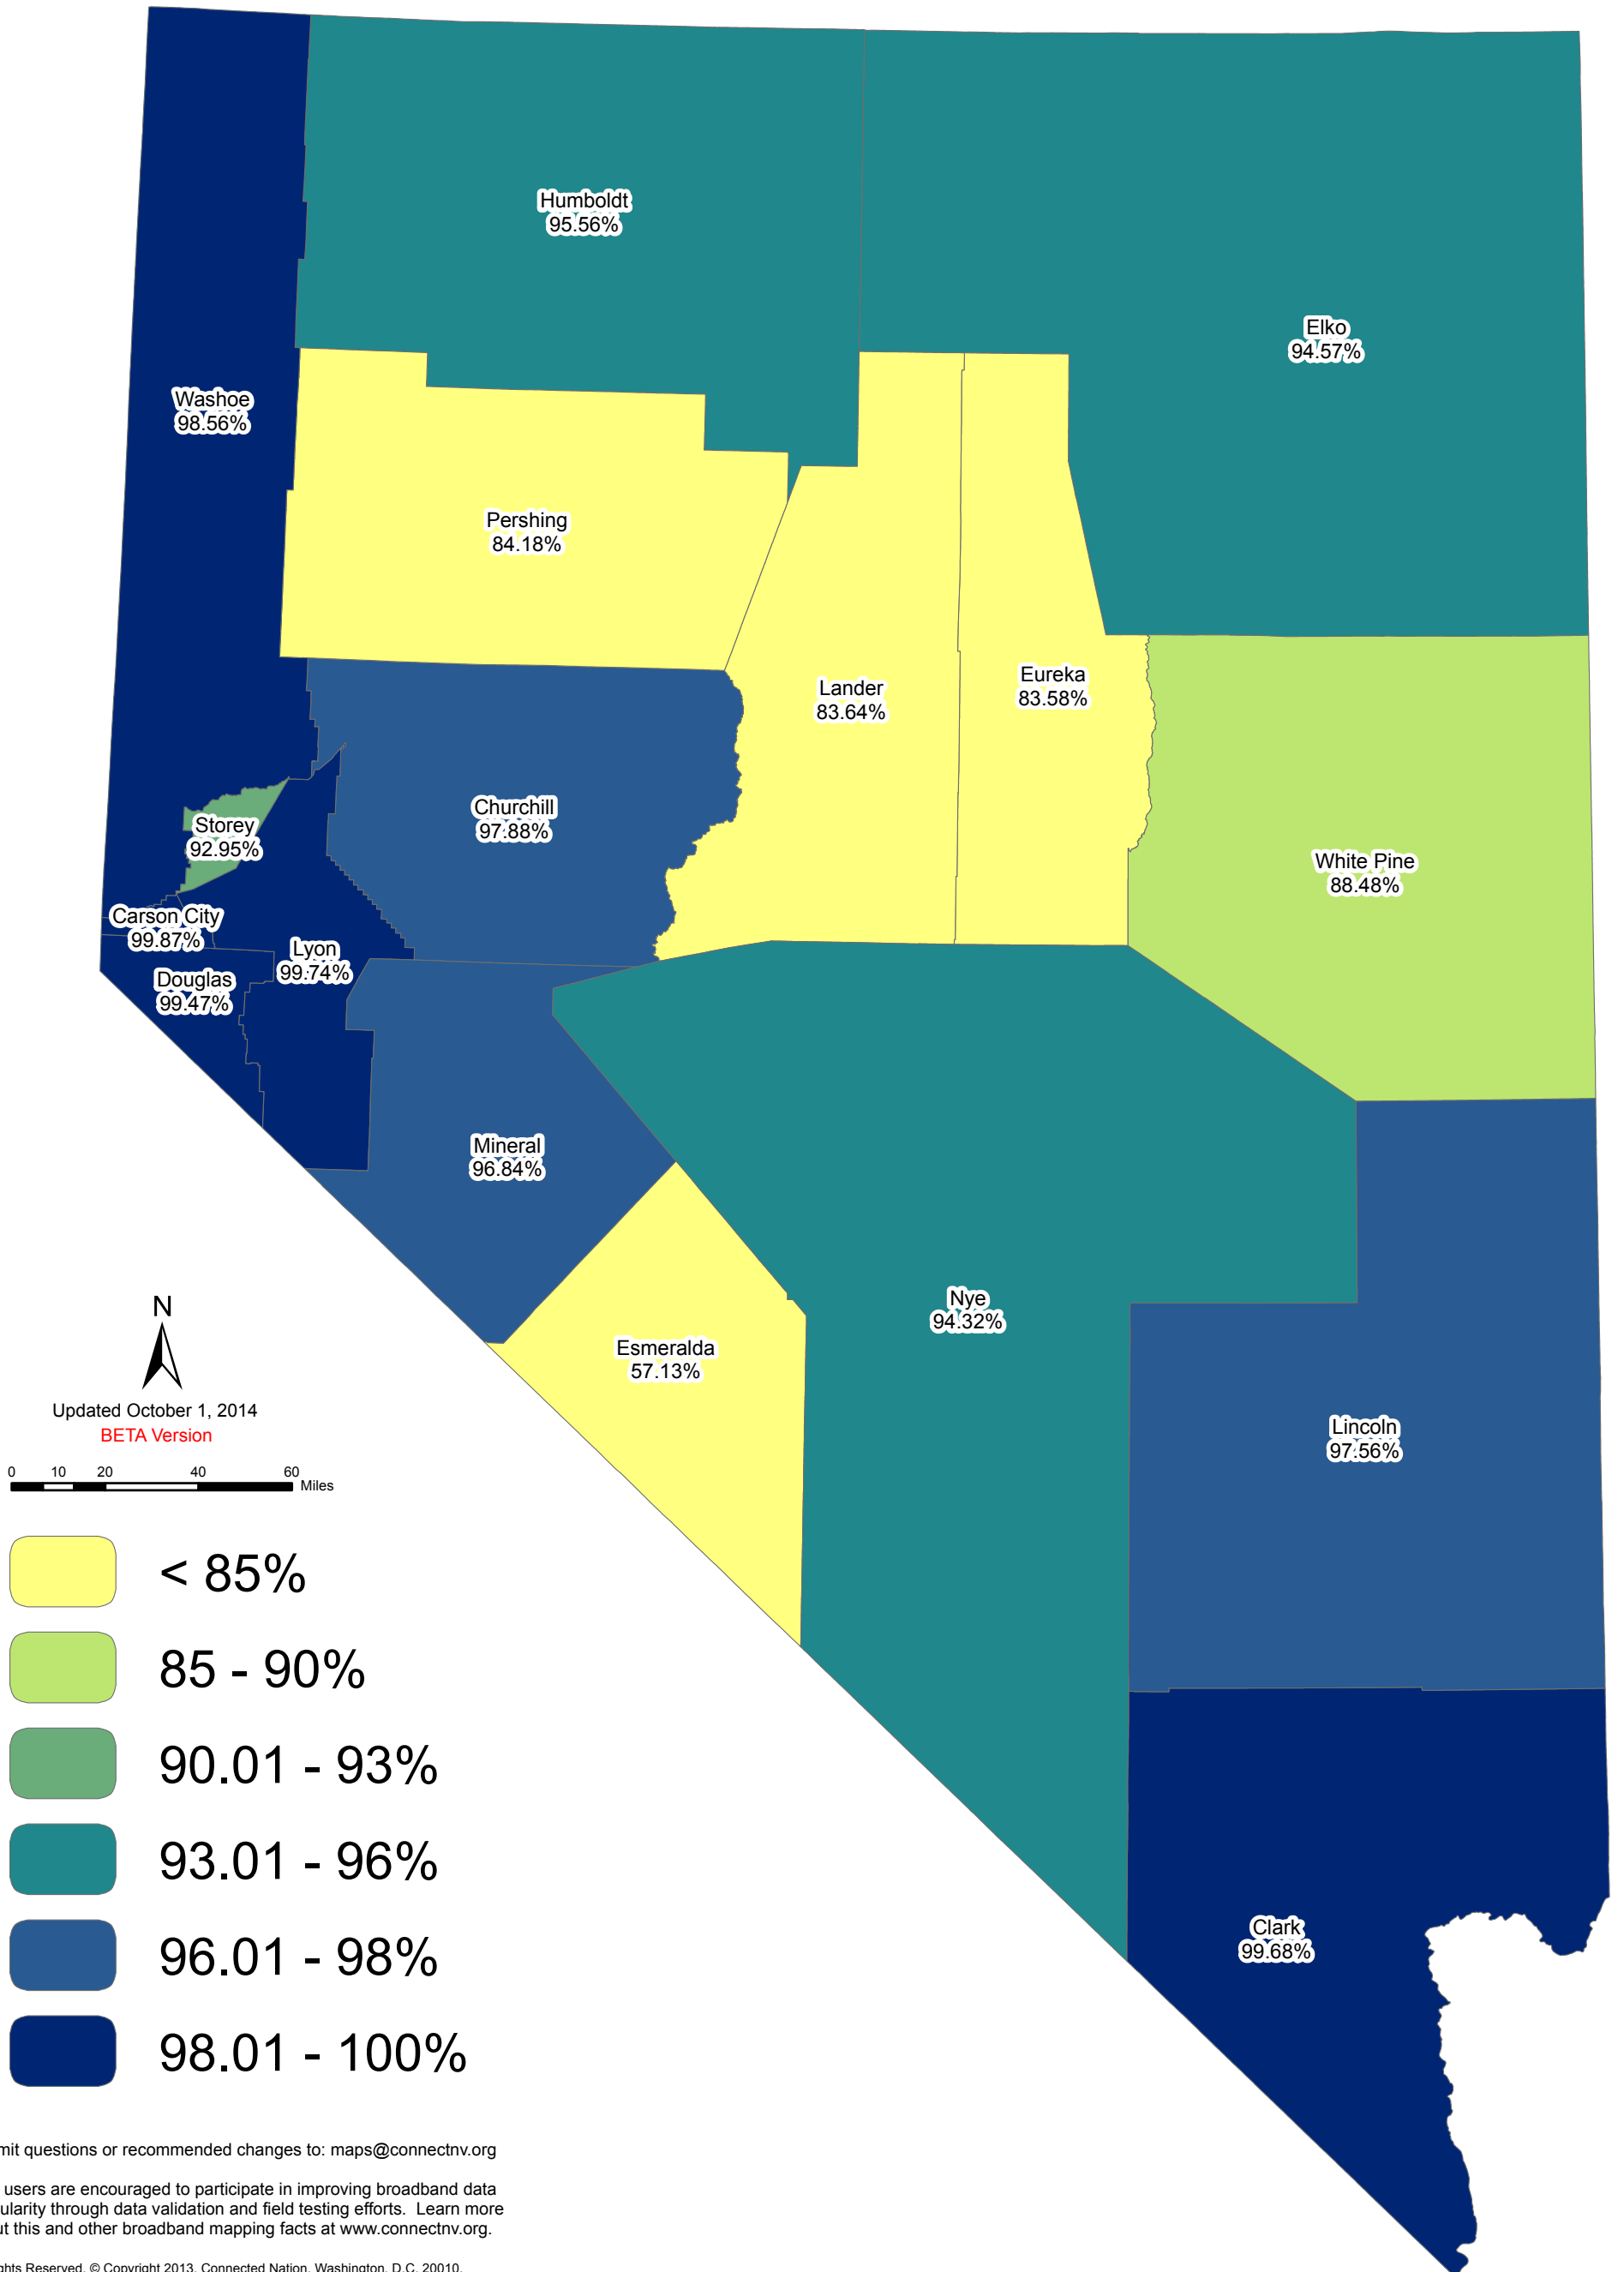 Humboldt
95.56%
Elko
94.57%
Washoe
98.56%
Pershing
84.18%
Lander
83.64%
Eureka
83.58%
Churchill
97.88%
Storey
92.95%
White Pine
88.48%
Carson City
99.87%
Lyon
99.74%
Douglas
99.47%
Mineral
96.84%
Nye
94.32%
Esmeralda
57.13%
Lincoln
97.56%
Clark
99.68%
N
Updated October 1, 2014
BETA Version
0 10 20 40 60
Miles
< 85%
85 - 90%
90.01 - 93%
93.01 - 96%
96.01 - 98%
98.01 - 100%
mit questions or recommended changes to: maps@connectnv.org
users are encouraged to participate in improving broadband data
ularity through data validation and field testing efforts. Learn more
ut this and other broadband mapping facts at www.connectnv.org.
ghts Reserved. © Copyright 2013, Connected Nation, Washington, D.C. 20010.